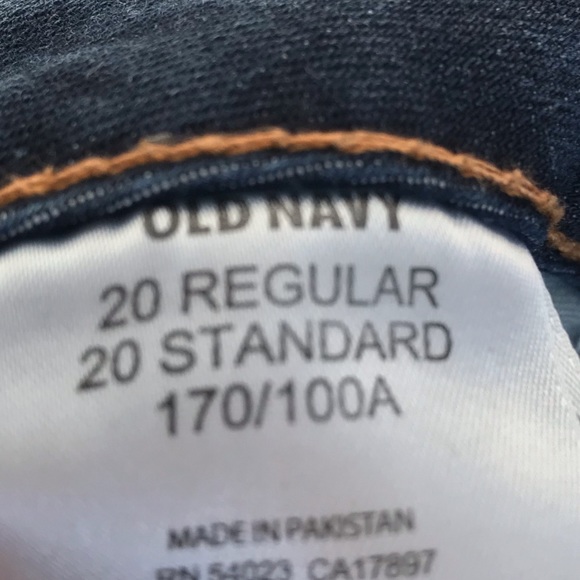 OLD NAVY
20 REGULAR
20 STANDARD
170/100A
MADE IN PAKISTAN
RN 54023 CA17897